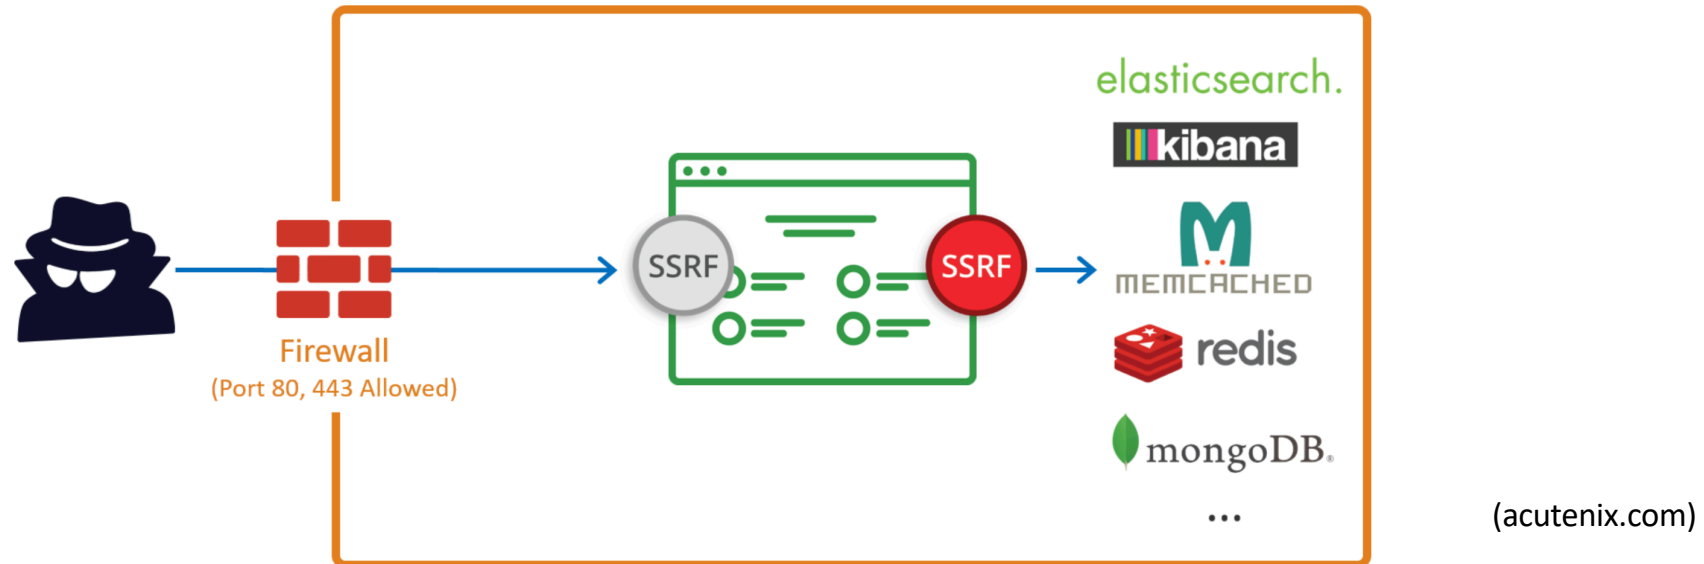 elasticsearch.
kibana
SSRF
SSRF
MEMCACHED
Firewall
(Port 80, 443 Allowed)
redis
mongoDB®
...
(acutenix.com)